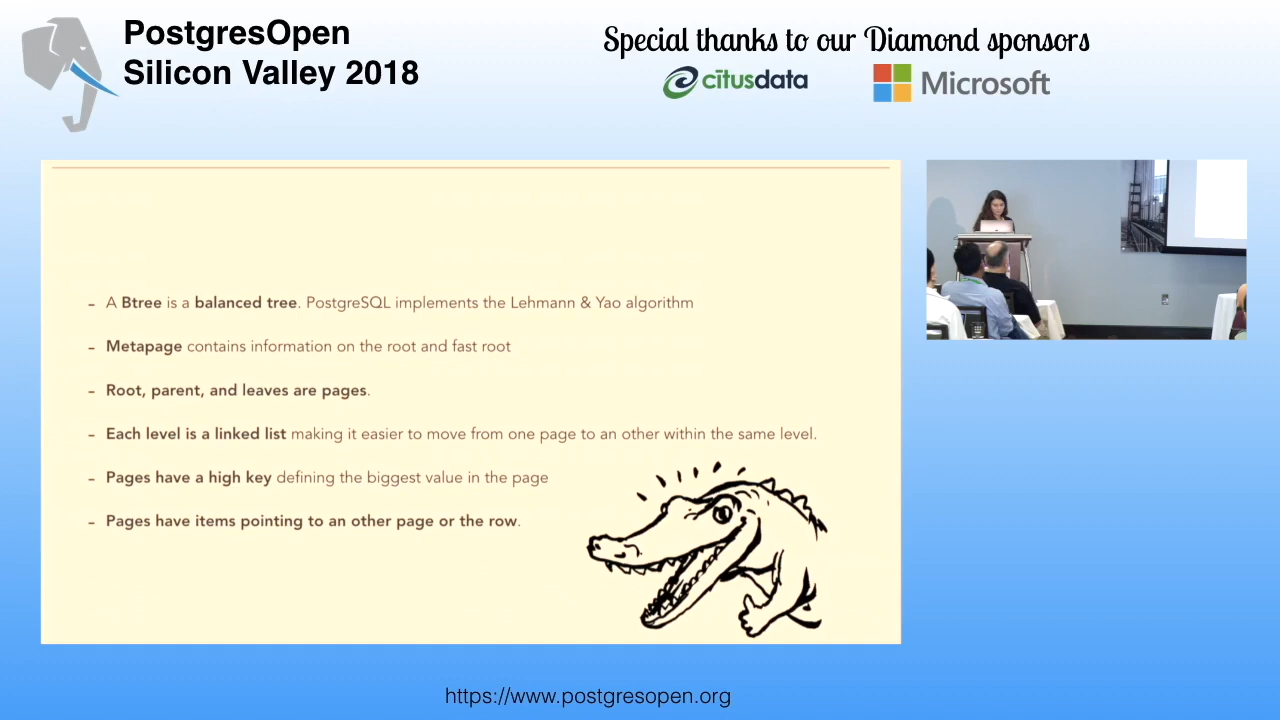 PostgresOpen
Silicon Valley 2018
Special thanks to our Diamond sponsors
citusdata
Microsoft
- A Btree is a balanced tree. PostgreSQL implements the Lehmann & Yao algorithm
- Metapage contains information on the root and fast root
- Root, parent, and leaves are pages.
- Each level is a linked list making it easier to move from one page to an other within the same level.
- Pages have a high key defining the biggest value in the page
- Pages have items pointing to an other page or the row.
https://www.postgresopen.org